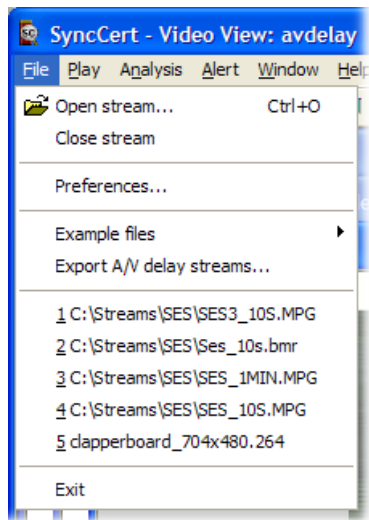 SyncCert - Video View: avdelay
File Play Analysis Alert Window Help
Open stream... Ctrl+O
Close stream
Preferences...
Example files
Export A/V delay streams...
1 C:\Streams\SES\SES3_10S.MPG
2 C:\Streams\SES\Ses_10s.bmr
3 C:\Streams\SES\SES_1MIN.MPG
4 C:\Streams\SES\SES_10S.MPG
5 clapperboard_704x480.264
Exit